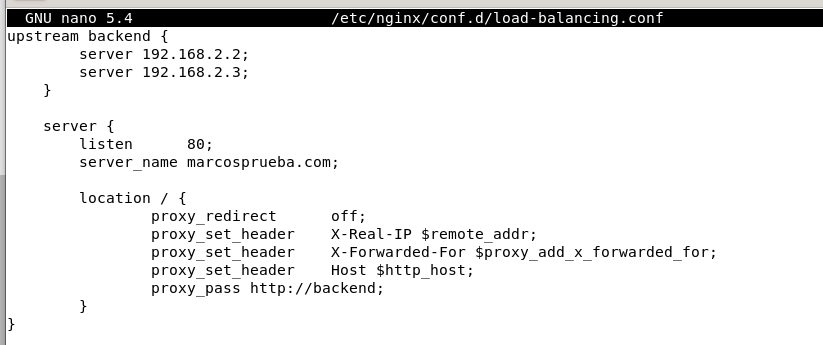 GNU nano 5.4 /etc/nginx/conf.d/load-balancing.conf
upstream backend {
        server 192.168.2.2;
        server 192.168.2.3;
    }

    server {
        listen      80;
        server_name marcosprueba.com;

        location / {
                proxy_redirect      off;
                proxy_set_header    X-Real-IP $remote_addr;
                proxy_set_header    X-Forwarded-For $proxy_add_x_forwarded_for;
                proxy_set_header    Host $http_host;
                proxy_pass http://backend;
        }
}